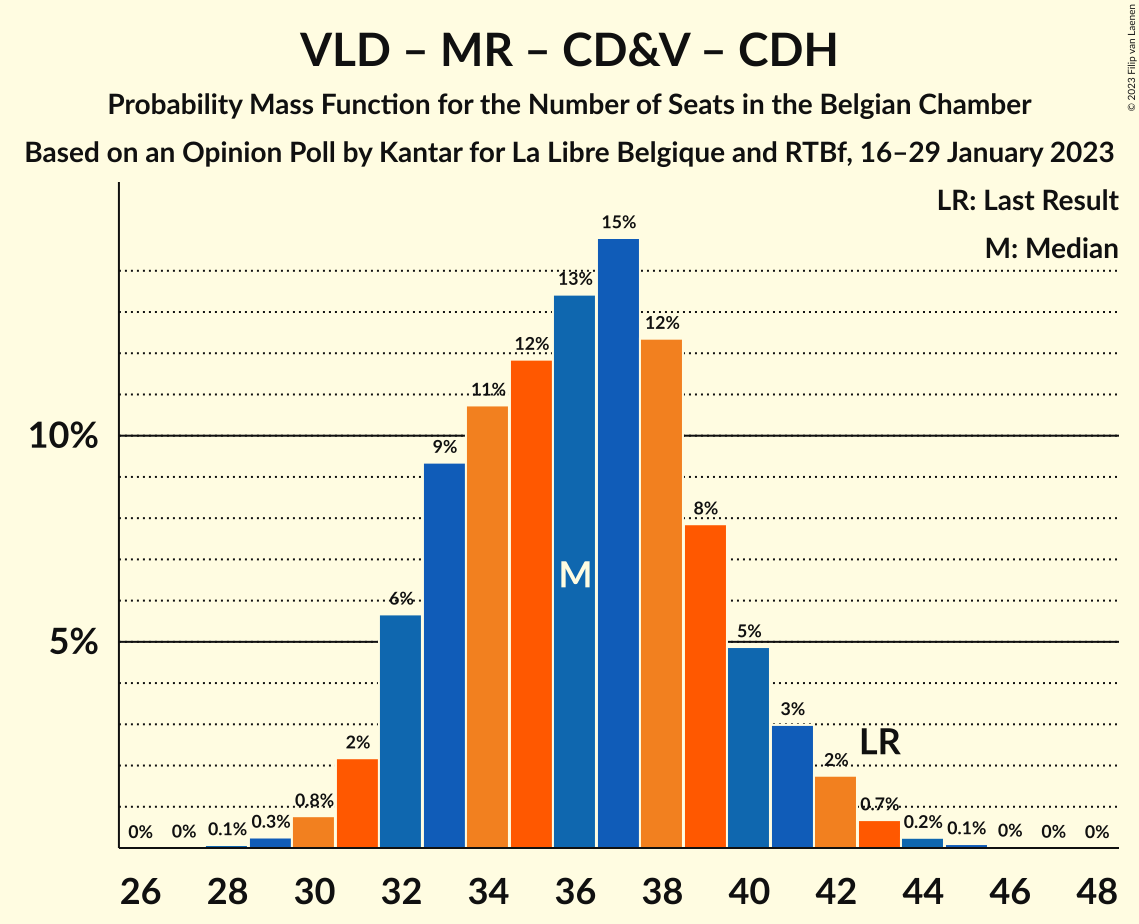 VLD – MR – CD&V – CDH
Probability Mass Function for the Number of Seats in the Belgian Chamber
Based on an Opinion Poll by Kantar for La Libre Belgique and RTBf, 16–29 January 2023
© 2023 Filip van Laenen
LR: Last Result
M: Median
15%
13%
12%
12%
11%
10%
9%
8%
M
6%
5%
5%
3%
LR
2%
2%
0.8%
0.7%
0% 0% 0.1% 0.3% 0.2% 0.1% 0% 0% 0%
26 28 30 32 34 36 38 40 42 44 46 48